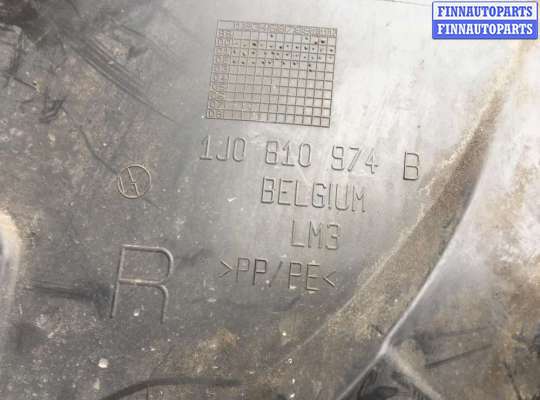 FINNAUTOPARTS
FINNAUTOPARTS
1J0 810 974 B
BELGIUM
LM3
R >PP/PE<